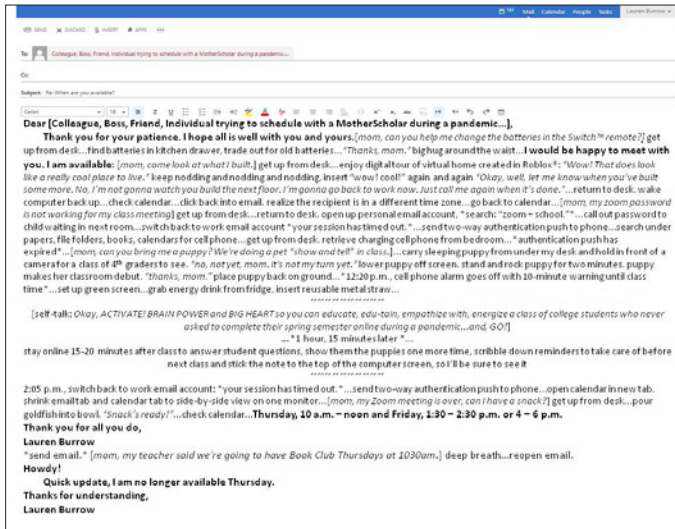 Mail Calendar People Tasks Lauren Burrow
SEND DISCARD INSERT APPS •••
To: Colleague, Boss, Friend, Individual trying to schedule with a MotherScholar during a pandemic...;
Cc:
Subject: Re: When are you available?
Calibri
Dear [Colleague, Boss, Friend, Individual trying to schedule with a MotherScholar during a pandemic...],
Thank you for your patience. I hope all is well with you and yours.[mom, can you help me change the batteries in the Switch™ remote?] get
up from desk...find batteries in kitchen drawer, trade out for old batteries... "Thanks, mom." big hug around the waist...I would be happy to meet with
you. I am available: [mom, come look at what I built.] get up from desk...enjoy digital tour of virtual home created in Roblox®: "Wow! That does look
like a really cool place to live." keep nodding and nodding and nodding. insert "wow! cool!" again and again "Okay, well, let me know when you've built
some more. No, I'm not gonna watch you build the next floor. I'm gonna go back to work now. Just call me again when it's done."...return to desk. wake
computer back up...check calendar...click back into email. realize the recipient is in a different time zone...go back to calendar...[mom, my zoom password
is not working for my class meeting] get up from desk...return to desk. open up personal email account, *search: "zoom + school."*...call out password to
child waiting in next room...switch back to work email account *your session has timed out.*...send two-way authentication push to phone...search under
papers, file folders, books, calendars for cell phone...get up from desk. retrieve charging cell phone from bedroom...*authentication push has
expired*...[mom, can you bring me a puppy? We're doing a pet "show and tell" in class.]...carry sleeping puppy from under my desk and hold in front of a
camera for a class of 4th graders to see. "no, not yet, mom. it's not my turn yet." lower puppy off screen. stand and rock puppy for two minutes. puppy
makes her classroom debut. "thanks, mom." place puppy back on ground...*12:20 p.m., cell phone alarm goes off with 10-minute warning until class
time*...set up green screen...grab energy drink from fridge, insert reusable metal straw...
[self-talk: Okay, ACTIVATE! BRAIN POWER and BIG HEART so you can educate, edu-tain, empathize with, energize a class of college students who never
asked to complete their spring semester online during a pandemic...and, GO!]
... *1 hour, 15 minutes later *...
stay online 15-20 minutes after class to answer student questions, show them the puppies one more time, scribble down reminders to take care of before
next class and stick the note to the top of the computer screen, so I'll be sure to see it
2:05 p.m., switch back to work email account: *your session has timed out.*...send two-way authentication push to phone...open calendar in new tab.
shrink email tab and calendar tab to side-by-side view on one monitor...[mom, my Zoom meeting is over, can I have a snack?] get up from desk...pour
goldfish into bowl. "Snack's ready!"...check calendar...Thursday, 10 a.m. – noon and Friday, 1:30 – 2:30 p.m. or 4 – 6 p.m.
Thank you for all you do,
Lauren Burrow
*send email.* [mom, my teacher said we're going to have Book Club Thursdays at 1030am.] deep breath...reopen email.
Howdy!
Quick update, I am no longer available Thursday.
Thanks for understanding,
Lauren Burrow